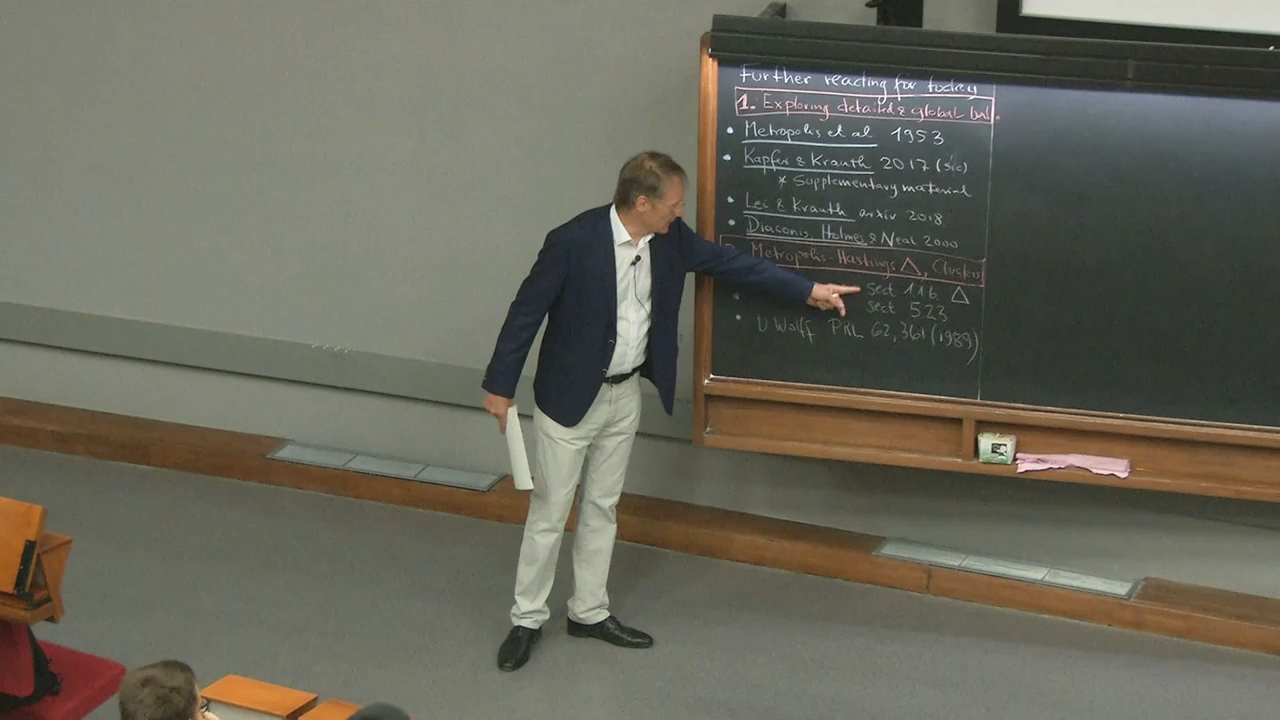 Further reading for today
1. Exploring detailed & global bal.
• Metropolis et al. 1953
• Kapfer & Krauth 2017 (sic)
* Supplementary material
• Lei & Krauth arxiv 2018
• Diaconis, Holmes & Neal 2000
Metropolis-Hastings △, Cluster
• sect 1.1.6. △
sect 5.2.3
• U Wolff PRL 62, 361 (1989)